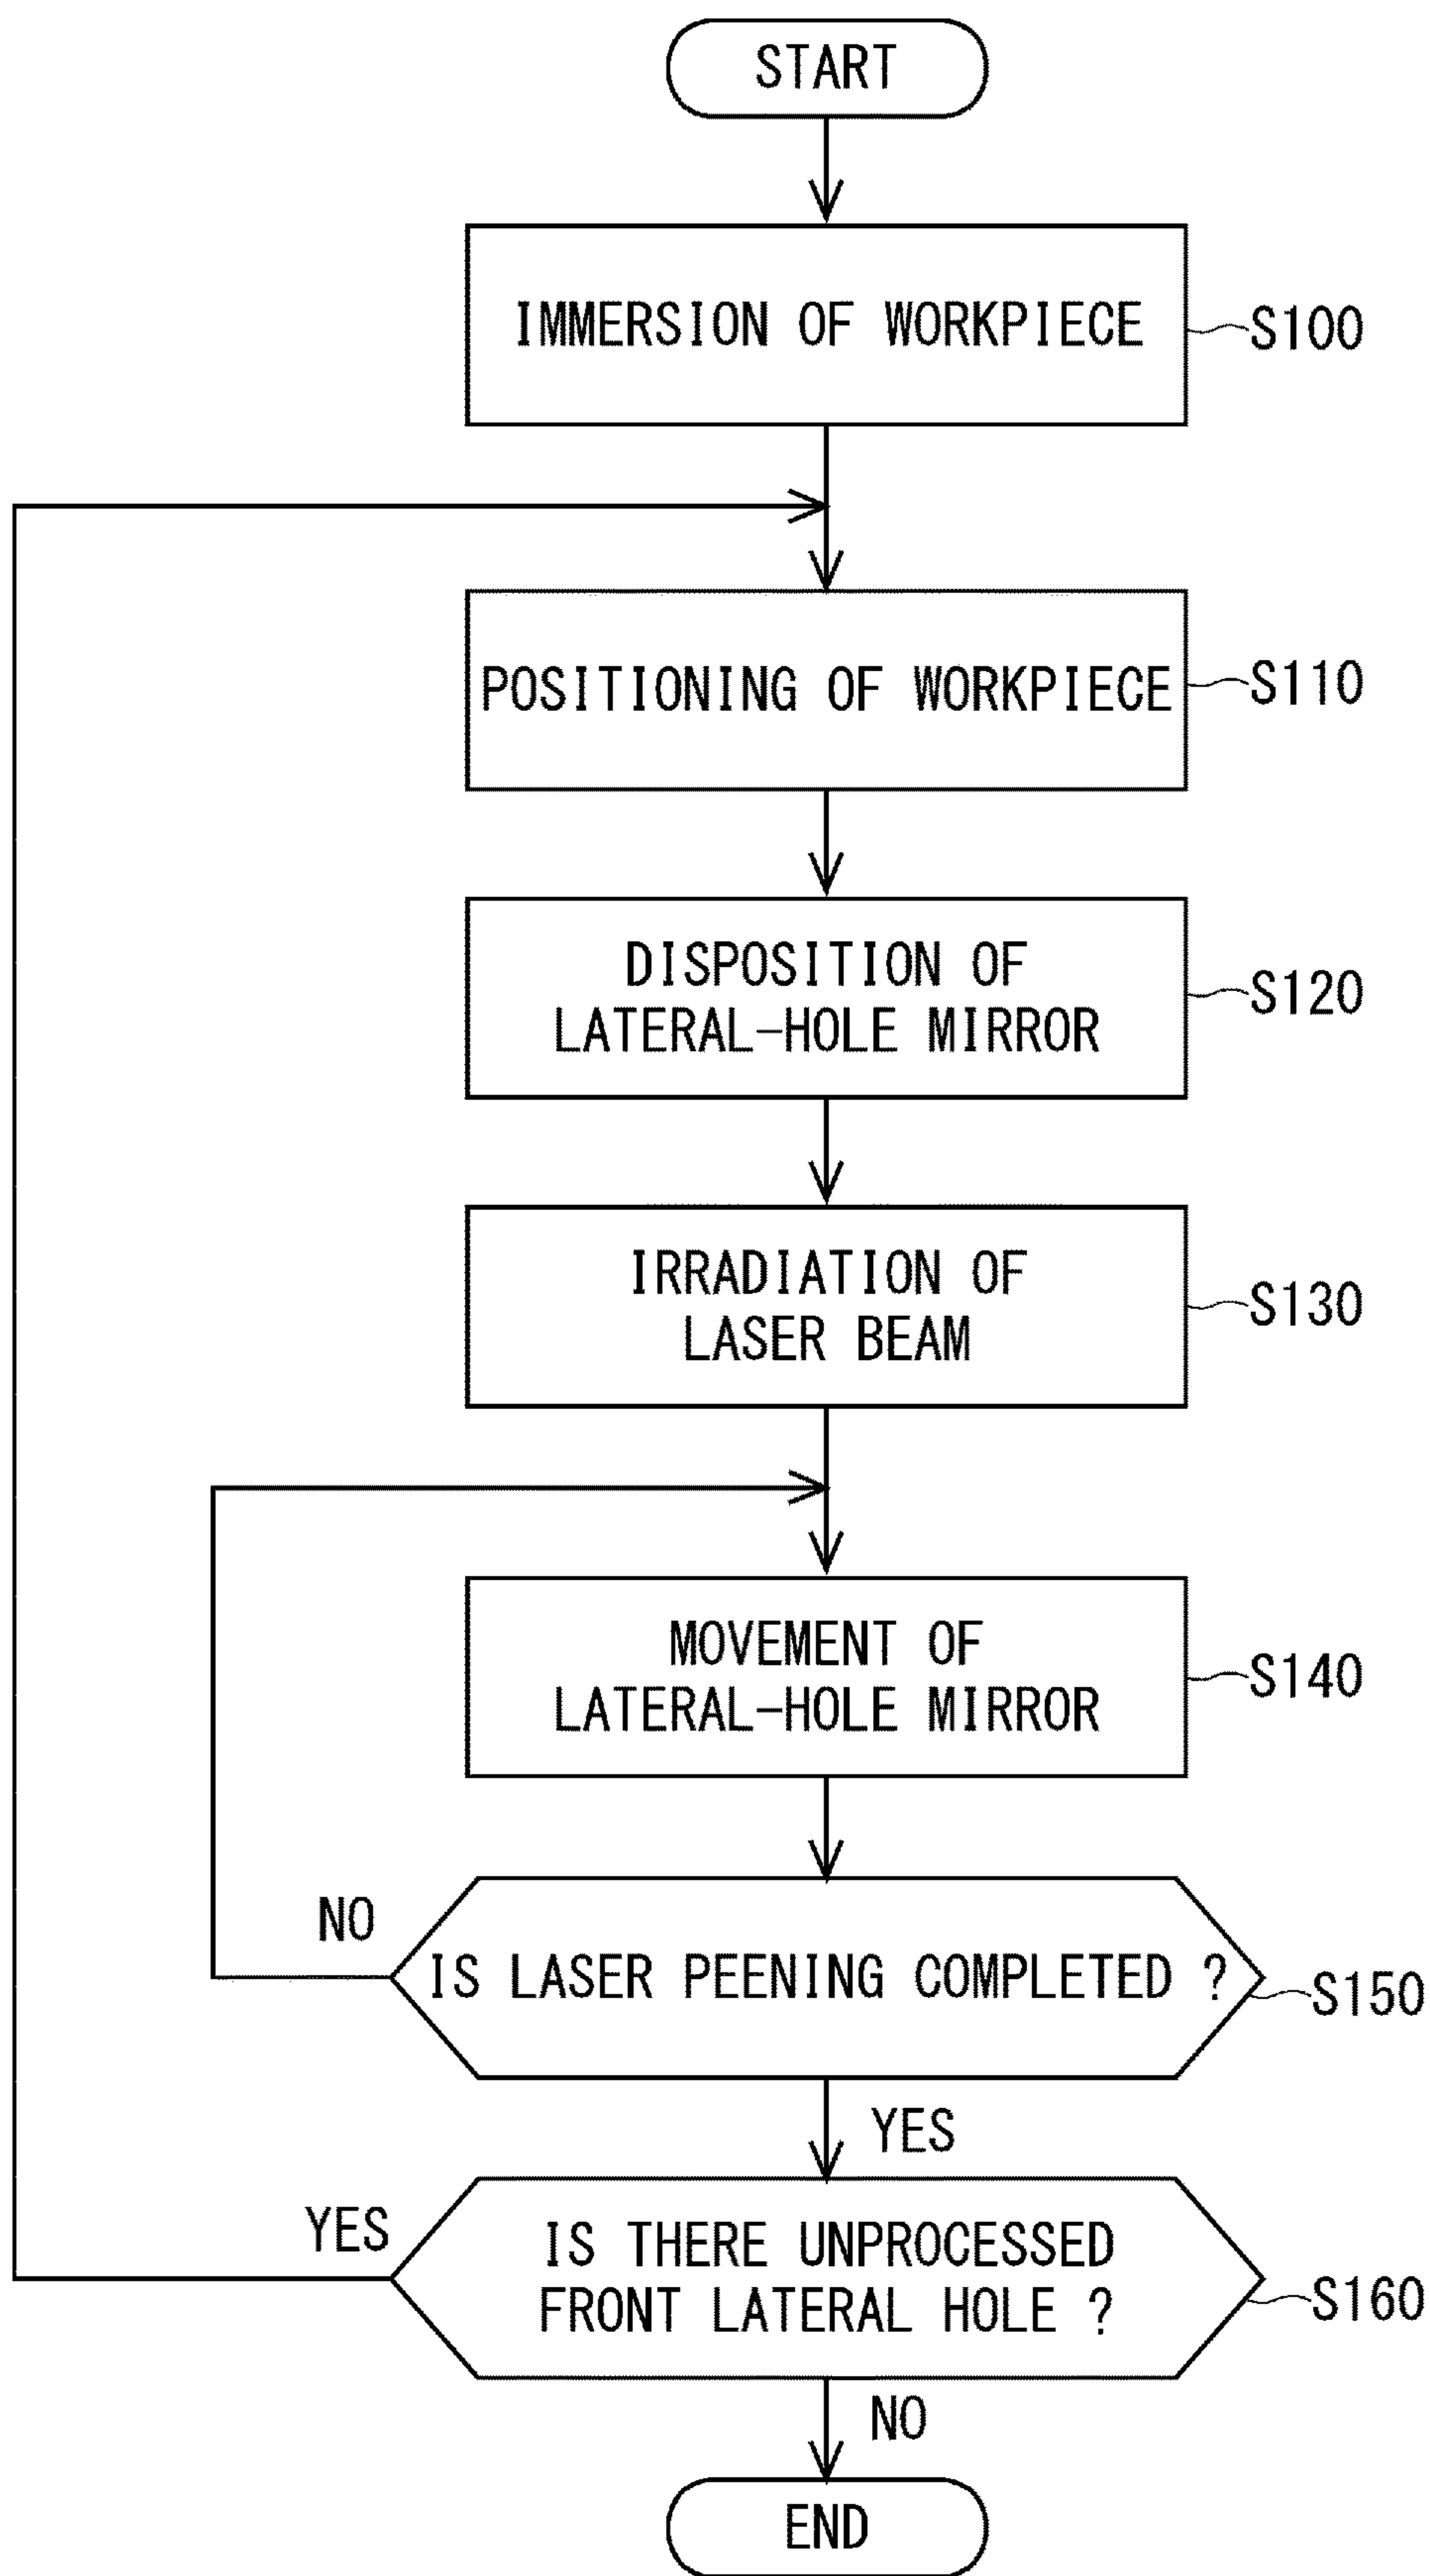 START
IMMERSION OF WORKPIECE
S100
POSITIONING OF WORKPIECE
S110
DISPOSITION OF
LATERAL-HOLE MIRROR
S120
IRRADIATION OF
LASER BEAM
S130
MOVEMENT OF
LATERAL-HOLE MIRROR
S140
NO
IS LASER PEENING COMPLETED ?
S150
YES
YES
IS THERE UNPROCESSED
FRONT LATERAL HOLE ?
S160
NO
END